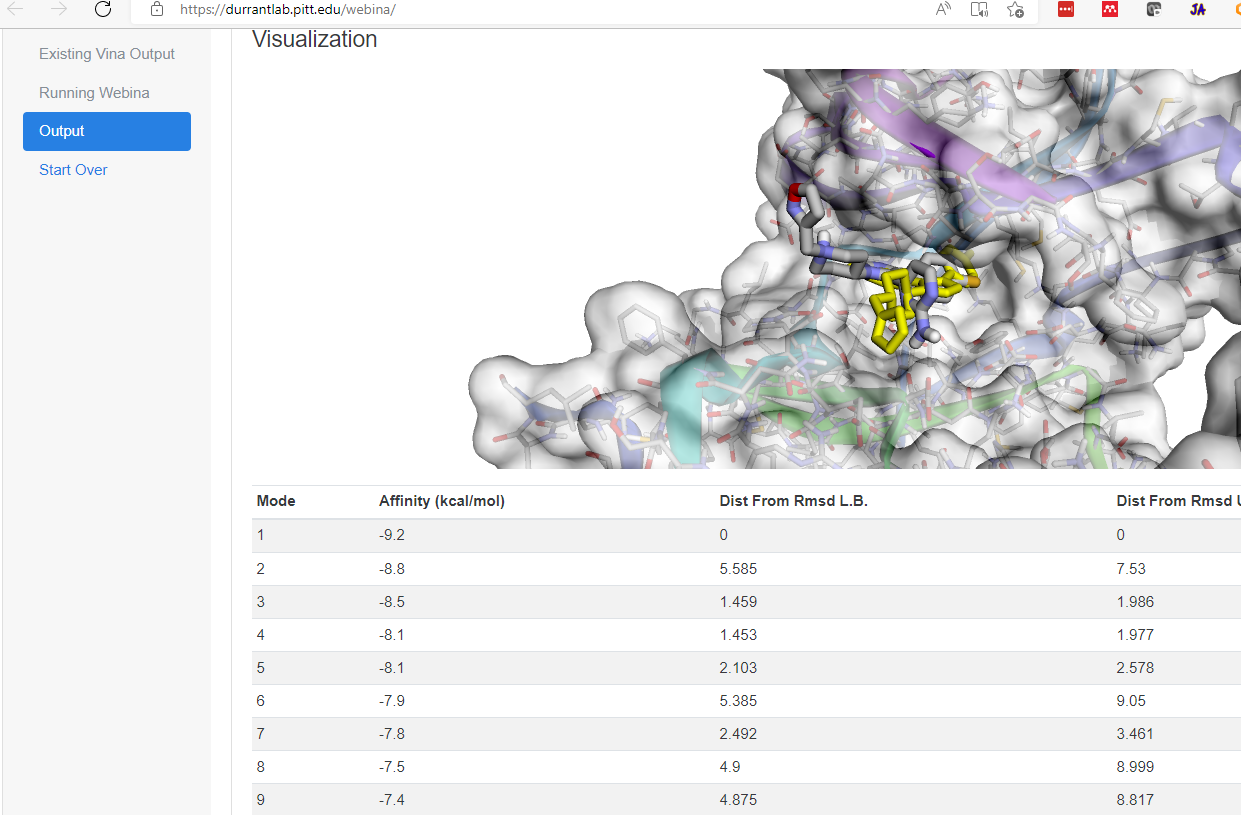 https://durrantlab.pitt.edu/webina/
JA
Existing Vina Output
Running Webina
Output
Start Over
Visualization
Mode Affinity (kcal/mol) Dist From Rmsd L.B. Dist From Rmsd
1 -9.2 0 0
2 -8.8 5.585 7.53
3 -8.5 1.459 1.986
4 -8.1 1.453 1.977
5 -8.1 2.103 2.578
6 -7.9 5.385 9.05
7 -7.8 2.492 3.461
8 -7.5 4.9 8.999
9 -7.4 4.875 8.817